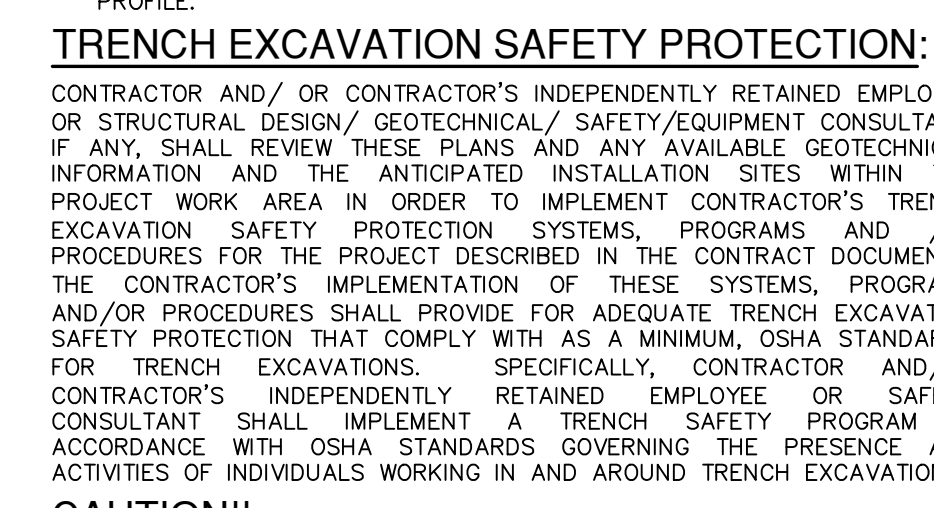 PROFILE.
TRENCH EXCAVATION SAFETY PROTECTION:
CONTRACTOR AND/ OR CONTRACTOR'S INDEPENDENTLY RETAINED
OR STRUCTURAL DESIGN/ GEOTECHNICAL/ SAFETY/EQUIPMENT
IF ANY, SHALL REVIEW THESE PLANS AND ANY AVAILABLE
INFORMATION AND THE ANTICIPATED INSTALLATION SITES WITHIN
PROJECT WORK AREA IN ORDER TO IMPLEMENT CONTRACTOR'S
EXCAVATION SAFETY PROTECTION SYSTEMS, PROGRAMS AND /
PROCEDURES FOR THE PROJECT DESCRIBED IN THE CONTRACT
THE CONTRACTOR'S IMPLEMENTATION OF THESE SYSTEMS,
AND/OR PROCEDURES SHALL PROVIDE FOR ADEQUATE TRENCH
SAFETY PROTECTION THAT COMPLY WITH AS A MINIMUM, OSHA
FOR TRENCH EXCAVATIONS. SPECIFICALLY, CONTRACTOR AND/
CONTRACTOR'S INDEPENDENTLY RETAINED EMPLOYEE OR
CONSULTANT SHALL IMPLEMENT A TRENCH SAFETY PROGRAM
ACCORDANCE WITH OSHA STANDARDS GOVERNING THE PRESENCE
ACTIVITIES OF INDIVIDUALS WORKING IN AND AROUND TRENCH
CAUTION!!